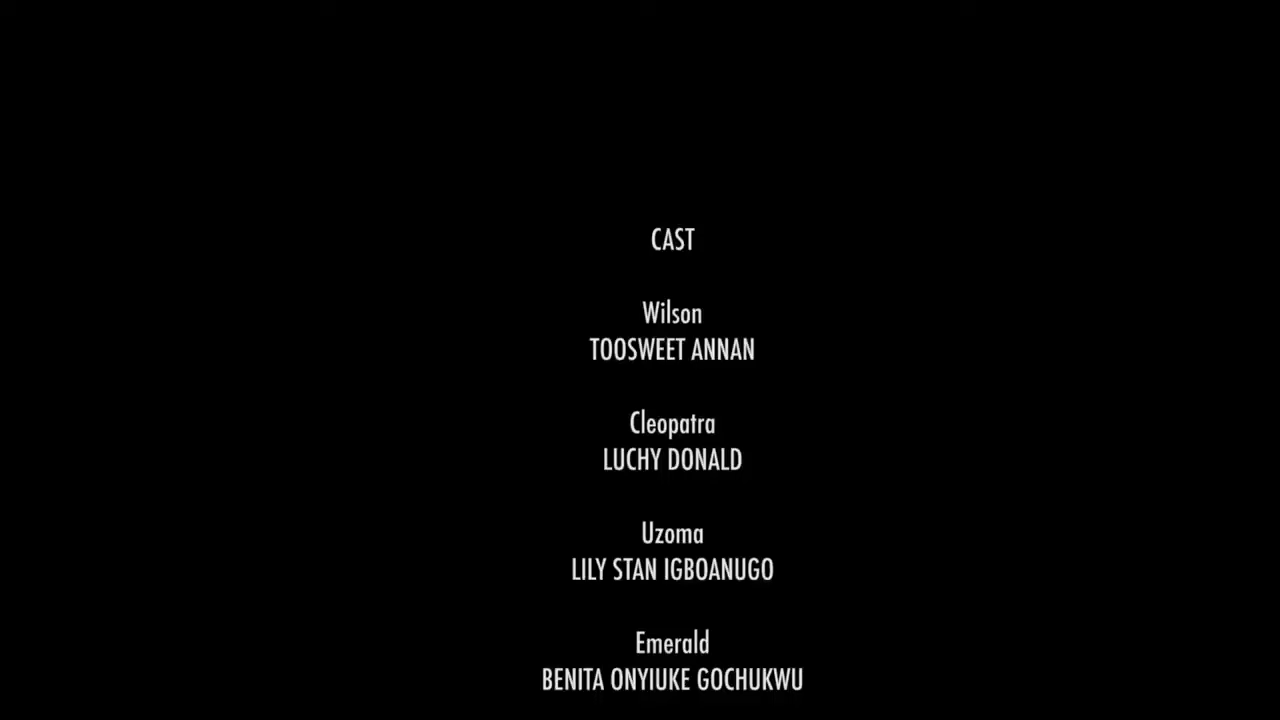 CAST
Wilson
TOOSWEET ANNAN
Cleopatra
LUCHY DONALD
Uzoma
LILY STAN IGBOANUGO
Emerald
BENITA ONYIUKE GOCHUKWU